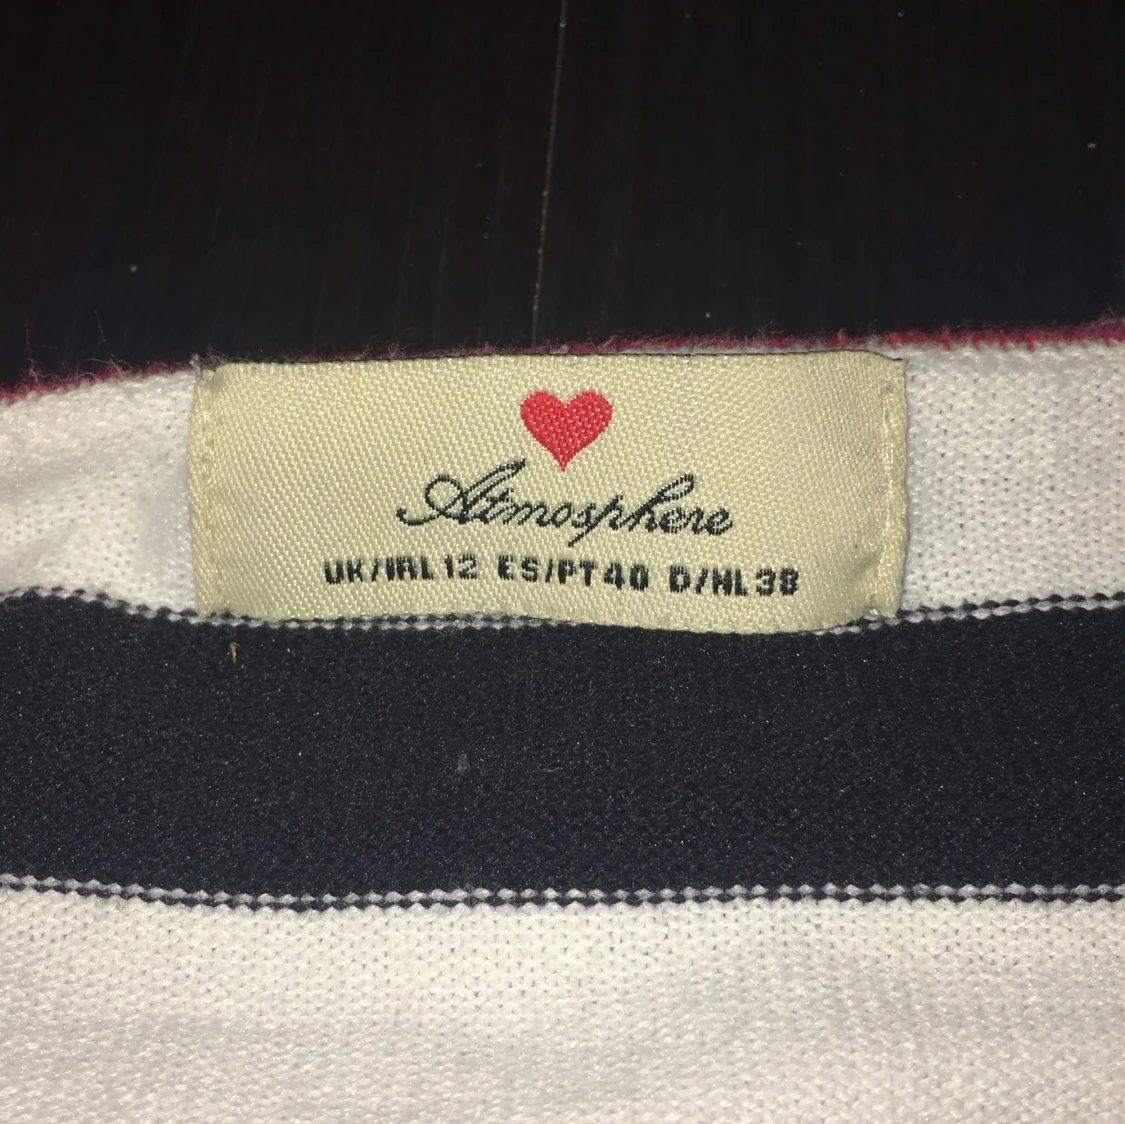 Atmosphere
UK/IRL 12 ES/PT 40 D/NL 38